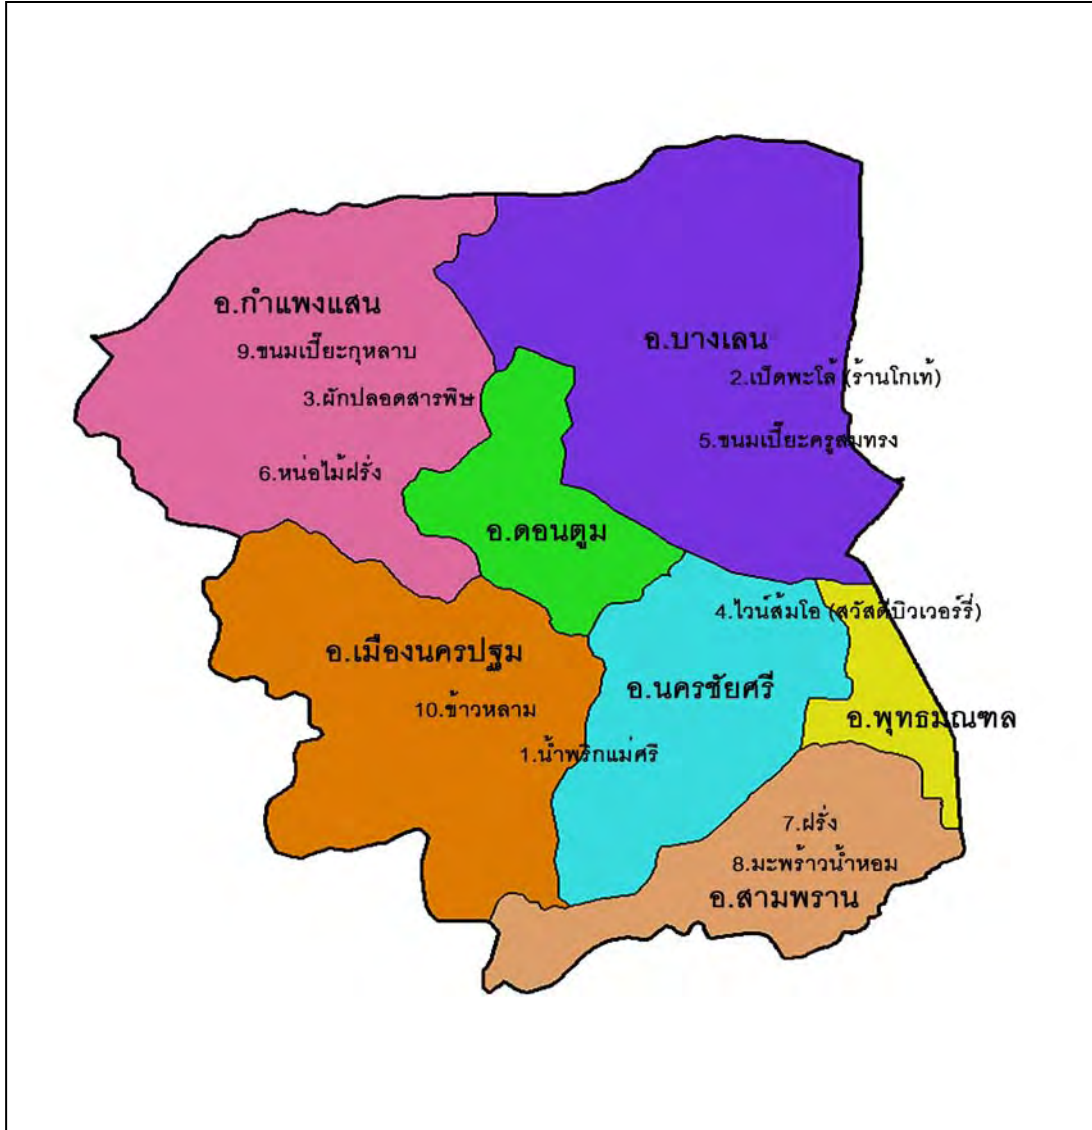 อ.กำแพงแสน
9.ขนมเปี๊ยะกุหลาบ
3.ผักปลอดสารพิษ
6.หน่อไม้ฝรั่ง
อ.บางเลน
2.เป็ดพะโล้ (ร้านโกเท้)
5.ขนมเปี๊ยะครูสมทรง
อ.ดอนตูม
4.ไวน์ส้มโอ (สวัสดีบิวเวอร์รี่)
อ.เมืองนครปฐม
10.ข้าวหลาม
อ.นครชัยศรี
1.น้ำพริกแม่ศรี
อ.พุทธมณฑล
7.ฝรั่ง
8.มะพร้าวน้ำหอม
อ.สามพราน